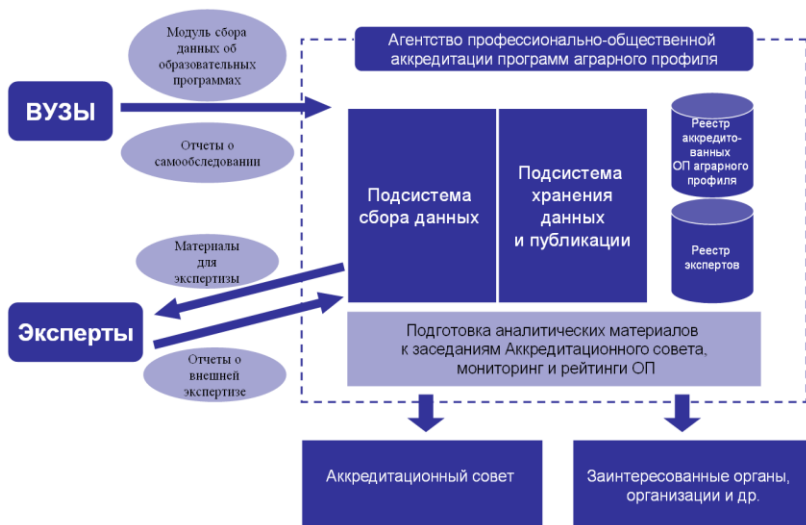 Модуль сбора
данных об
образовательных
программах
Агентство профессионально-общественной
аккредитации программ аграрного профиля
ВУЗЫ
Отчеты о
самообследовании
Подсистема
сбора данных
Подсистема
хранения
данных
и публикации
Реестр
аккредито-
ванных
ОП аграрного
профиля
Реестр
экспертов
Материалы
для
экспертизы
Эксперты
Отчеты о
внешней
экспертизе
Подготовка аналитических материалов
к заседаниям Аккредитационного совета,
мониторинг и рейтинги ОП
Аккредитационный совет
Заинтересованные органы,
организации и др.